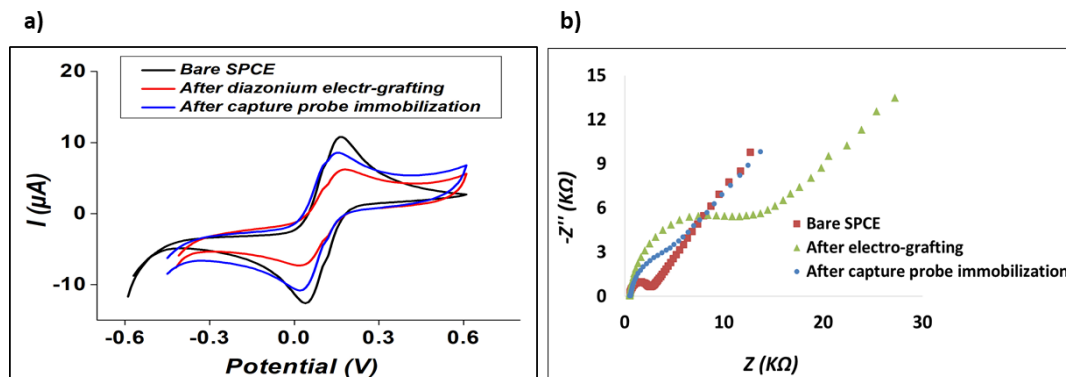 a)
20
10
0
-10
I (µA)
Bare SPCE
After diazonium electr-grafting
After capture probe immobilization
-0.6 -0.3 0.0 0.3 0.6
Potential (V)
b)
15
12
9
6
3
0
-Z'' (KΩ)
Bare SPCE
After electro-grafting
After capture probe immobilization
0 10 20 30
Z (KΩ)